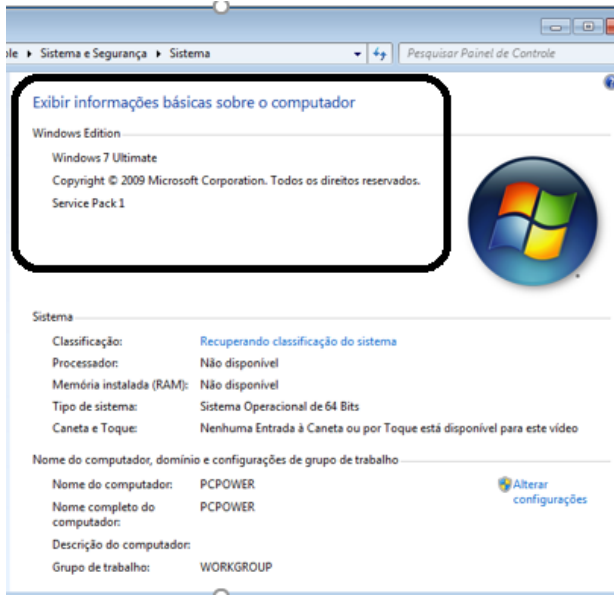 Sistema e Segurança ▸ Sistema
Pesquisar Painel de Controle
Exibir informações básicas sobre o computador
Windows Edition
Windows 7 Ultimate
Copyright © 2009 Microsoft Corporation. Todos os direitos reservados.
Service Pack 1
Sistema
Classificação: Recuperando classificação do sistema
Processador: Não disponível
Memória instalada (RAM): Não disponível
Tipo de sistema: Sistema Operacional de 64 Bits
Caneta e Toque: Nenhuma Entrada à Caneta ou por Toque está disponível para este vídeo
Nome do computador, domínio e configurações de grupo de trabalho
Nome do computador: PCPOWER
Alterar
configurações
Nome completo do
computador:
PCPOWER
Descrição do computador:
Grupo de trabalho: WORKGROUP